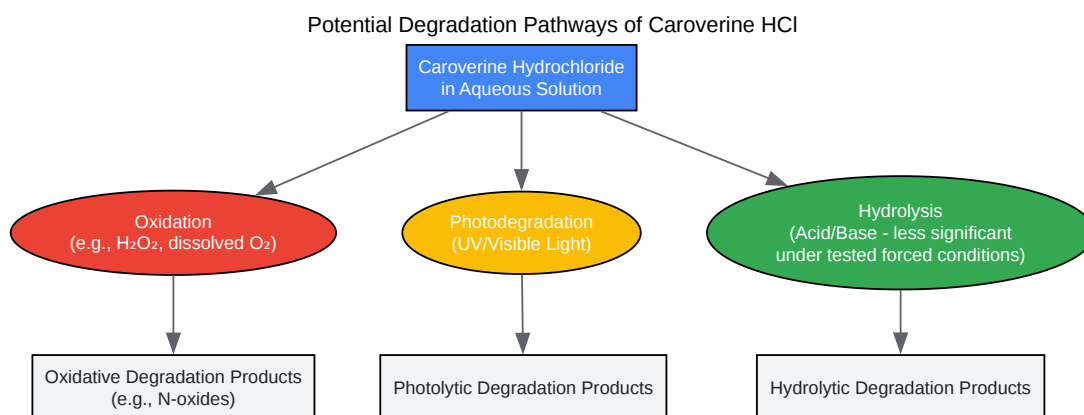 Potential Degradation Pathways of Caroverine HCl
Caroverine Hydrochloride
in Aqueous Solution
Oxidation
(e.g., H₂O₂, dissolved O₂)
Photodegradation
(UV/Visible Light)
Hydrolysis
(Acid/Base - less significant
under tested forced conditions)
Oxidative Degradation Products
(e.g., N-oxides)
Photolytic Degradation Products
Hydrolytic Degradation Products